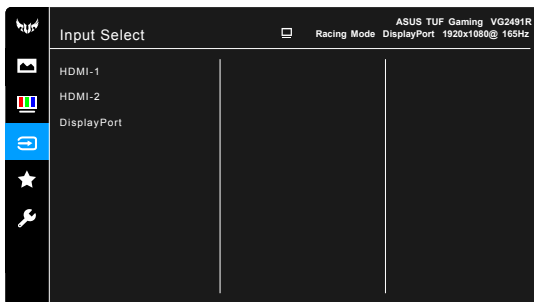 ASUS TUF Gaming VG2491R
Input Select
Racing Mode DisplayPort 1920x1080@ 165Hz
HDMI-1
HDMI-2
DisplayPort